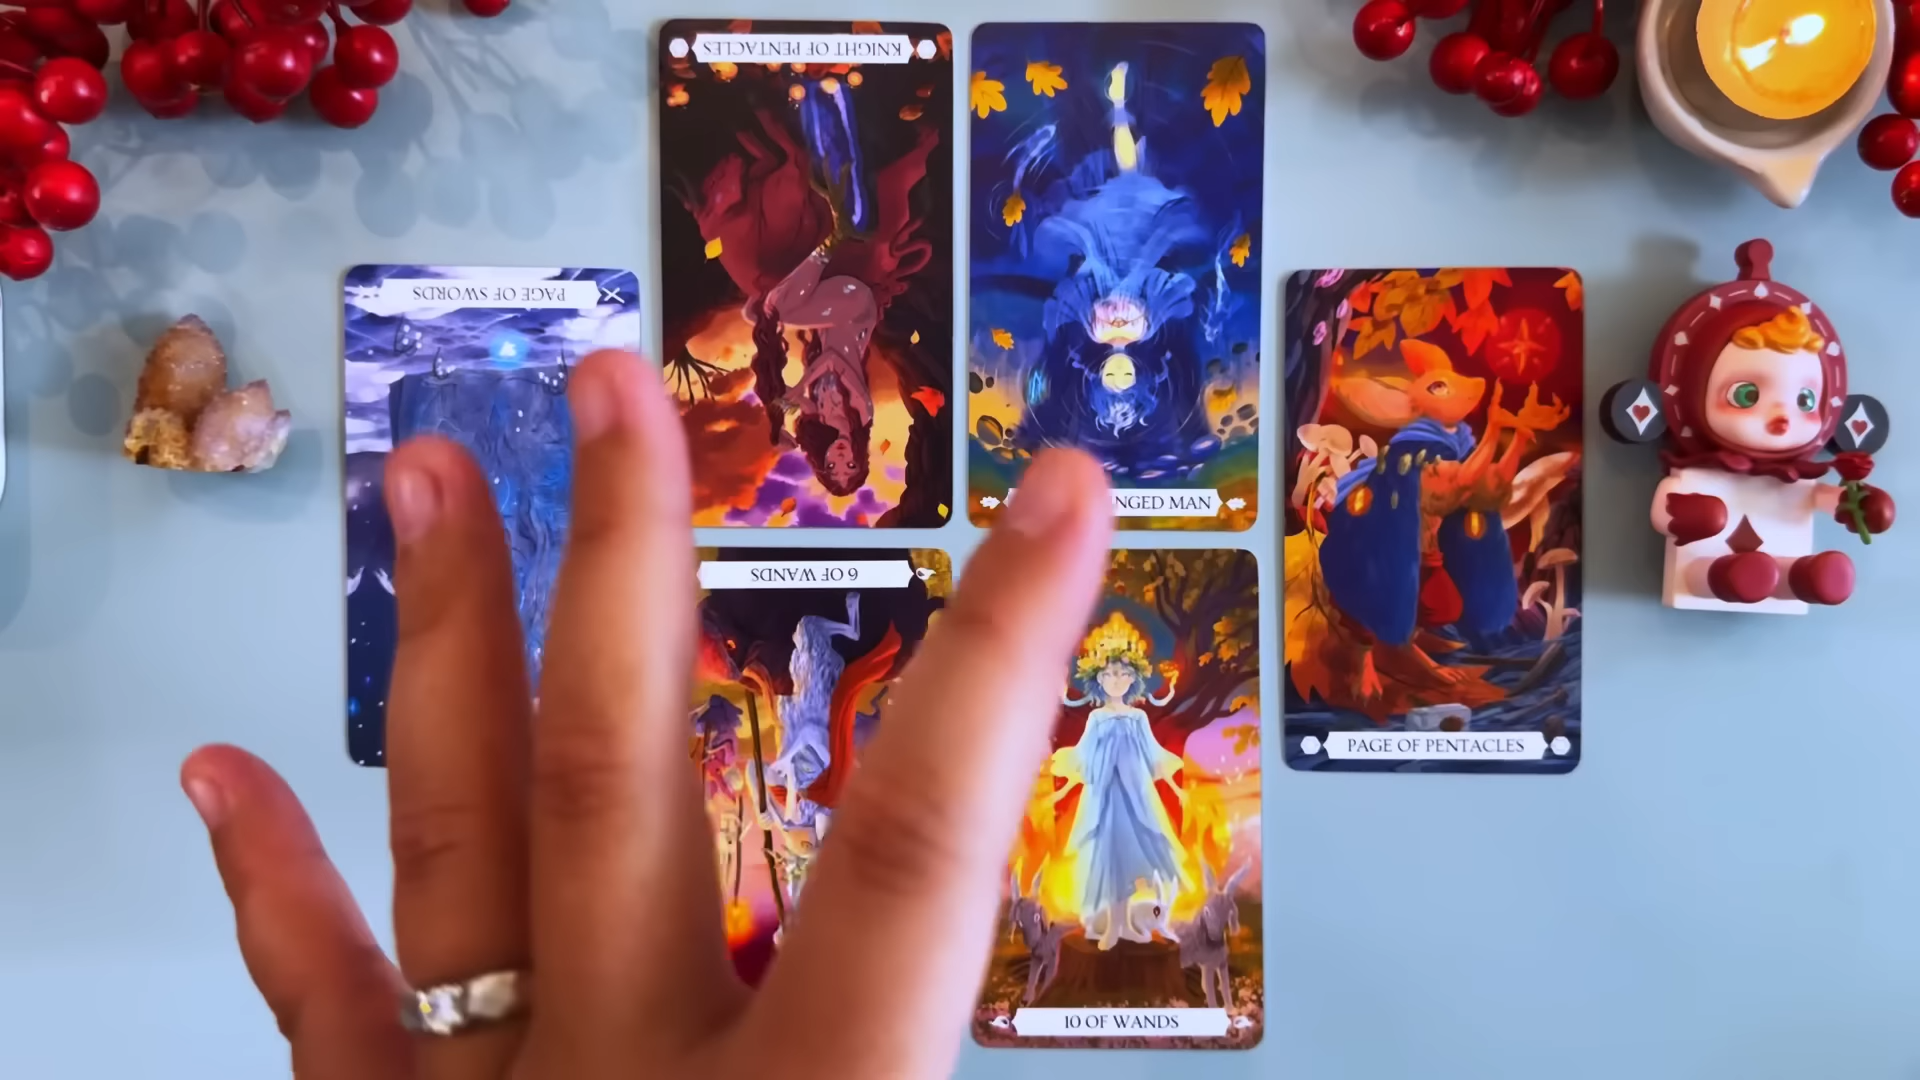 KNIGHT OF PENTACLES
PAGE OF SWORDS
NGED MAN
6 OF WANDS
PAGE OF PENTACLES
10 OF WANDS